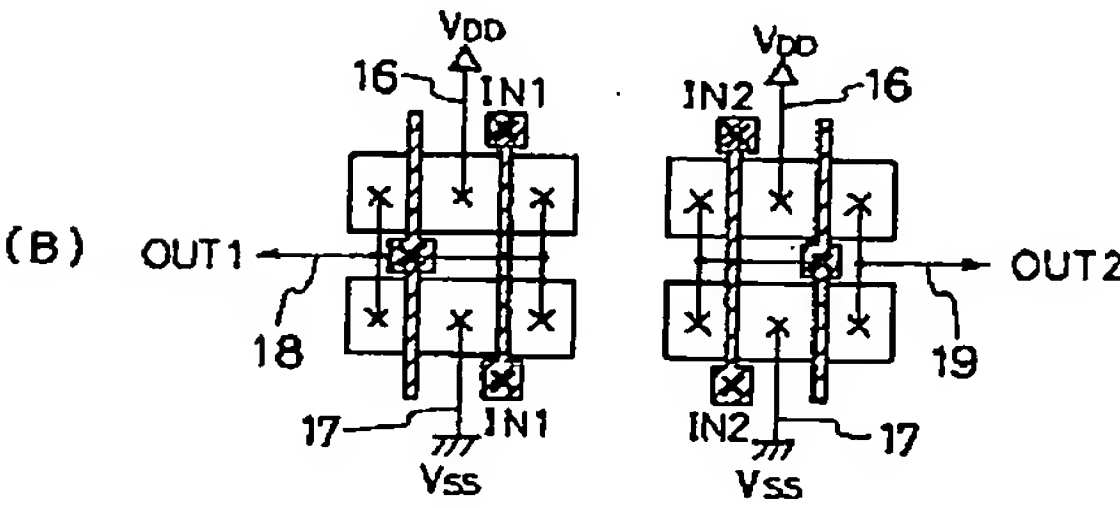 VDD VDD
16 IN1 IN2 16
(B) OUT1 OUT2
18 19
17 IN1 IN2 17
VSS VSS